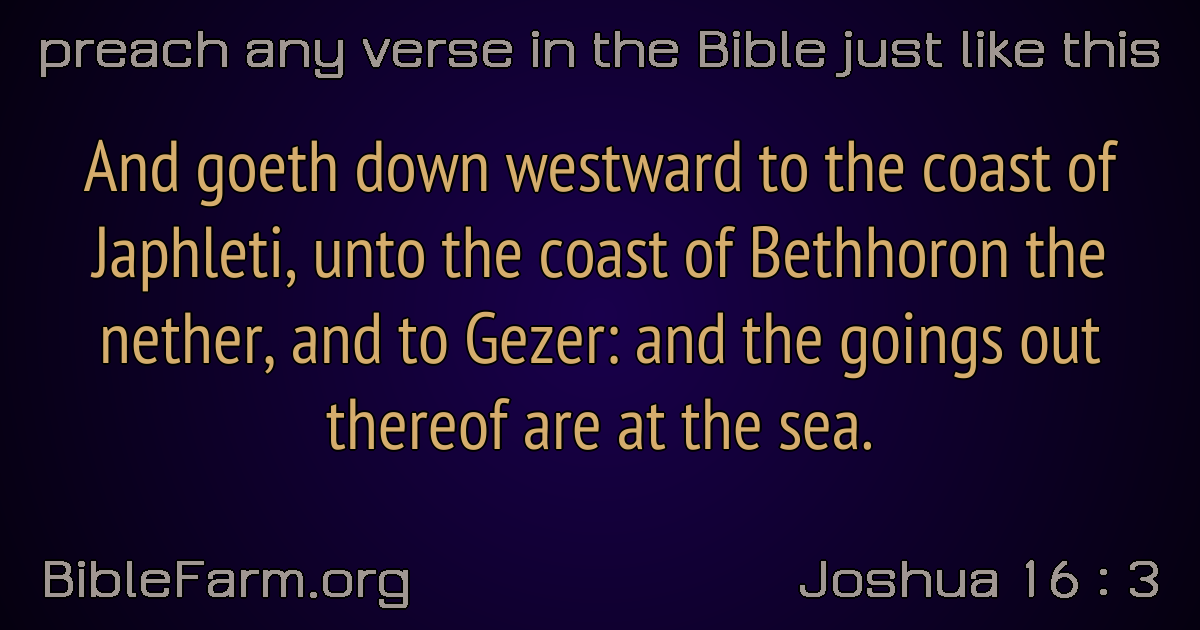 preach any verse in the Bible just like this
And goeth down westward to the coast of
Japhleti, unto the coast of Bethhoron the
nether, and to Gezer: and the goings out
thereof are at the sea.
BibleFarm.org
Joshua 16 : 3